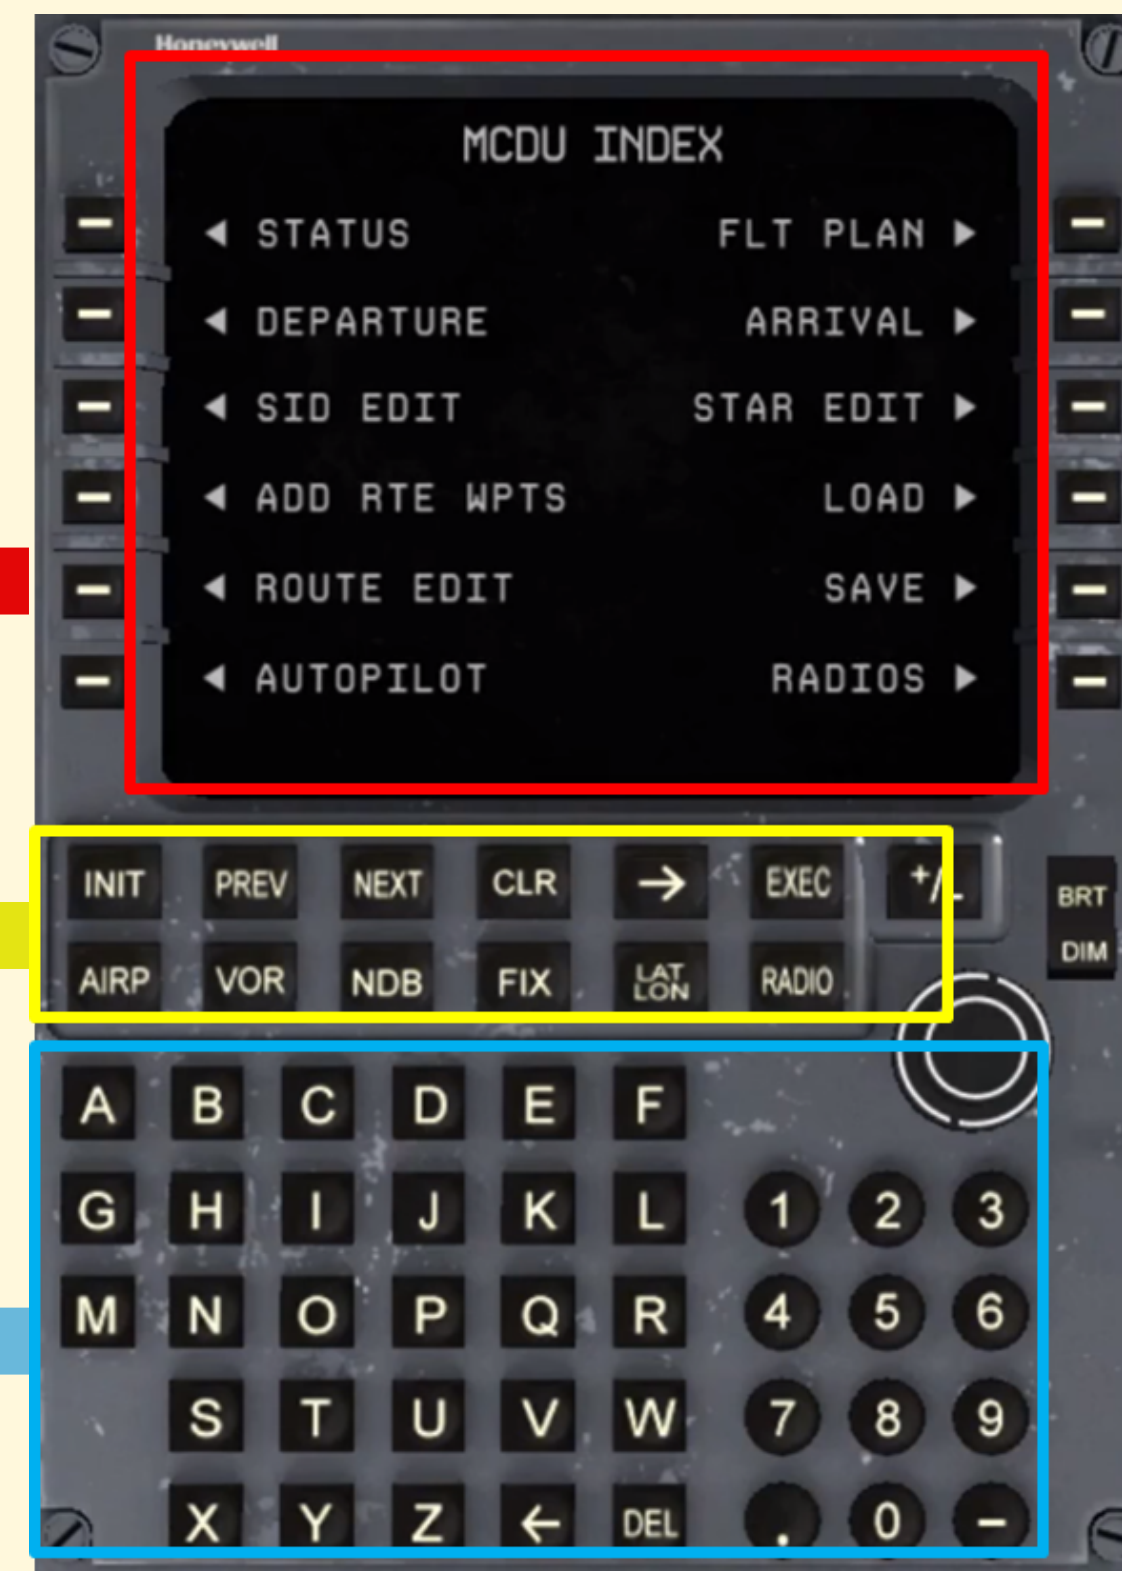 Honeywell
MCDU INDEX
◀ STATUS FLT PLAN ▶
◀ DEPARTURE ARRIVAL ▶
◀ SID EDIT STAR EDIT ▶
◀ ADD RTE WPTS LOAD ▶
◀ ROUTE EDIT SAVE ▶
◀ AUTOPILOT RADIOS ▶
INIT PREV NEXT CLR → EXEC +/-
BRT
AIRP VOR NDB FIX LAT LON RADIO
DIM
A B C D E F
G H I J K L 1 2 3
M N O P Q R 4 5 6
S T U V W 7 8 9
X Y Z ← DEL . 0 -